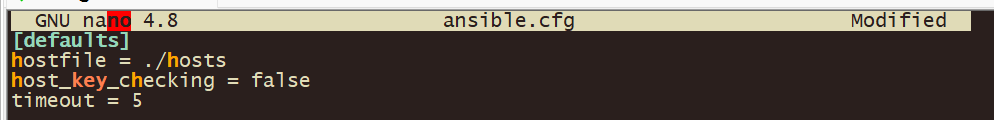 GNU nano 4.8 ansible.cfg Modified
[defaults]
hostfile = ./hosts
host_key_checking = false
timeout = 5